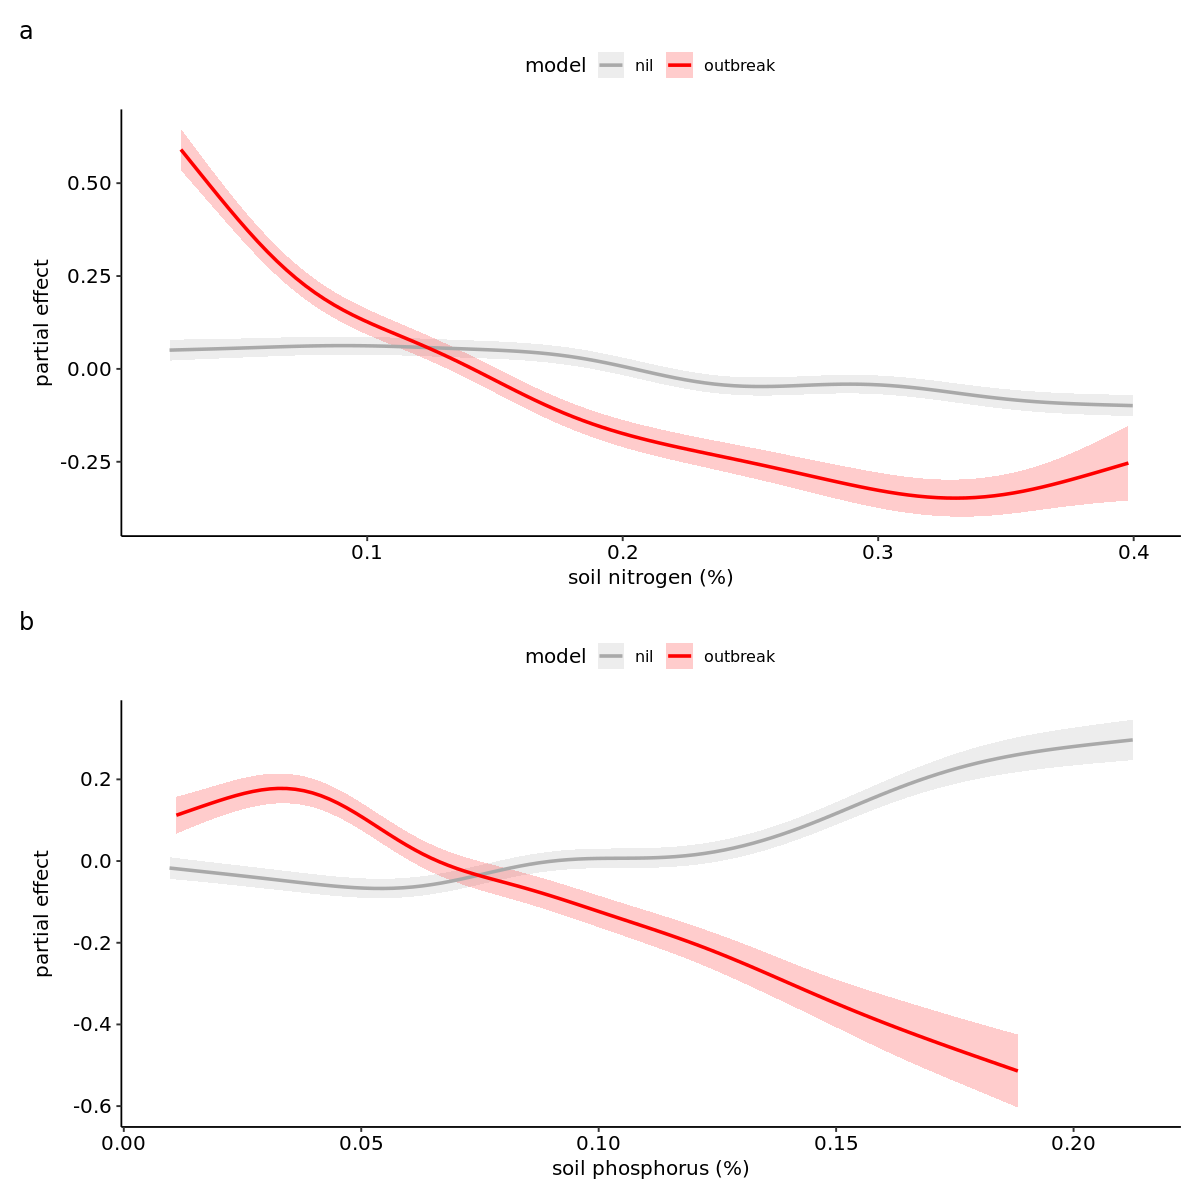 a
model nil outbreak
partial effect
0.50
0.25
0.00
-0.25
0.1 0.2 0.3 0.4
soil nitrogen (%)
b
model nil outbreak
partial effect
0.2
0.0
-0.2
-0.4
-0.6
0.00 0.05 0.10 0.15 0.20
soil phosphorus (%)